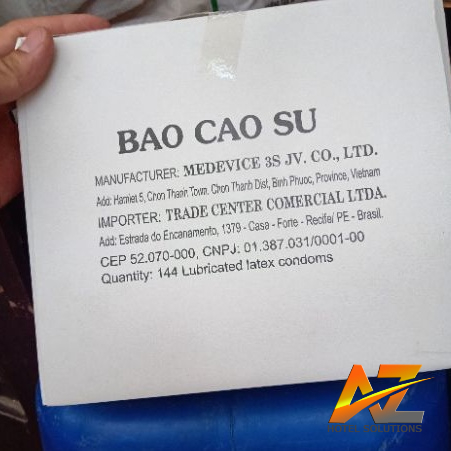 BAO CAO SU
MANUFACTURER: MEDEVICE 3S JV. CO., LTD.
Add: Hamlet 5, Chon Thanh Town. Chon Thanh Dist, Binh Phuoc, Province, Vietnam
IMPORTER: TRADE CENTER COMERCIAL LTDA.
Add: Estrada do Encanamento, 1379 - Casa - Forte - Recife/ PE - Brasil.
CEP 52.070-000, CNPJ: 01.387.031/0001-00
Quantity: 144 Lubricated latex condoms
AZ
SOLUTIONS